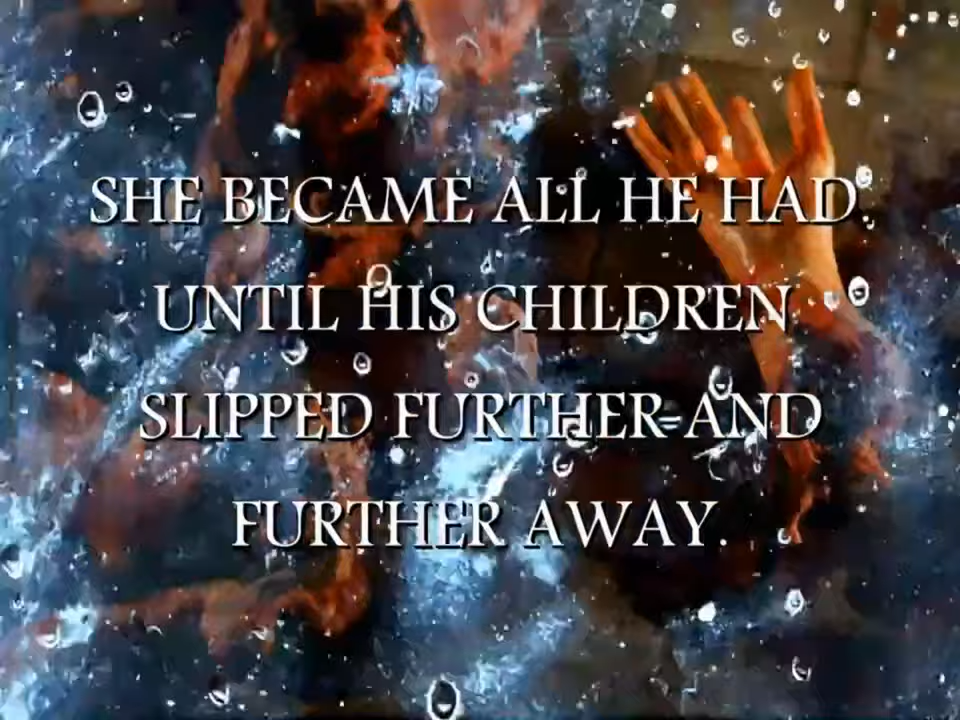 SHE BECAME ALL HE HAD.
UNTIL HIS CHILDREN
SLIPPED FURTHER AND
FURTHER AWAY.